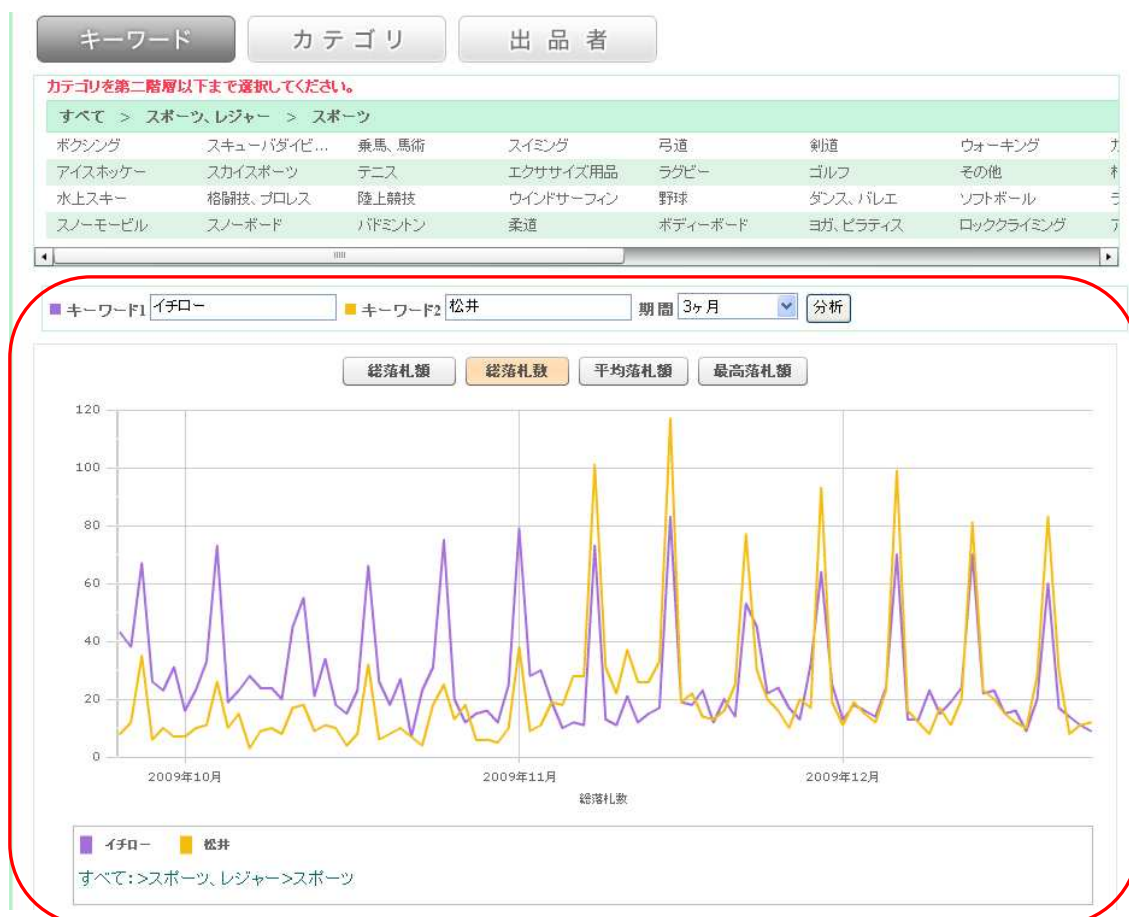 キーワード カテゴリ 出品者
カテゴリを第二階層以下まで選択してください。
すべて > スポーツ、レジャー > スポーツ
ボクシング スキューバダイビ... 乗馬、馬術 スイミング 弓道 剣道 ウォーキング
アイスホッケー スカイスポーツ テニス エクササイズ用品 ラグビー ゴルフ その他
水上スキー 格闘技、プロレス 陸上競技 ウインドサーフィン 野球 ダンス、バレエ ソフトボール
スノーモービル スノーボード バドミントン 柔道 ボディーボード ヨガ、ピラティス ロッククライミング
キーワード1 イチロー キーワード2 松井 期間 3ヶ月 分析
総落札額 総落札数 平均落札額 最高落札額
120
100
80
60
40
20
0
2009年10月 2009年11月 2009年12月
総落札数
イチロー 松井
すべて:>スポーツ、レジャー>スポーツ